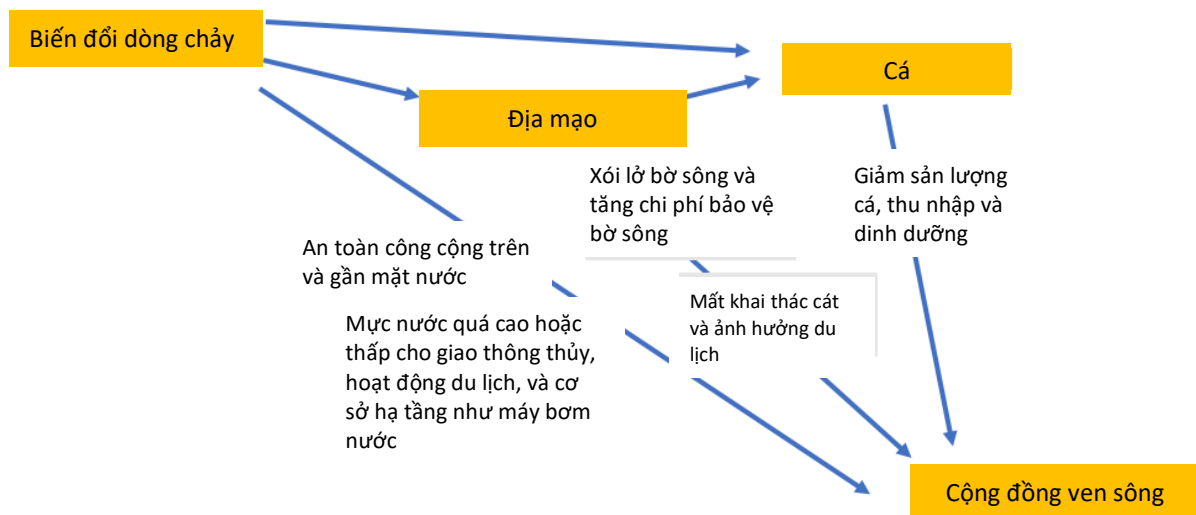 Biến đổi dòng chảy
Cá
Địa mạo
Xói lở bờ sông và
tăng chi phí bảo vệ
bờ sông
Giảm sản lượng
cá, thu nhập và
dinh dưỡng
An toàn công cộng trên
và gần mặt nước
Mất khai thác cát
và ảnh hưởng du
lịch
Mực nước quá cao hoặc
thấp cho giao thông thủy,
hoạt động du lịch, và cơ
sở hạ tầng như máy bơm
nước
Cộng đồng ven sông